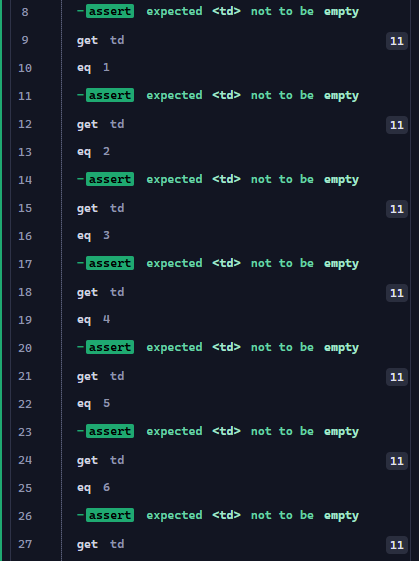 8 -assert expected <td> not to be empty
9 get td 11
10 eq 1
11 -assert expected <td> not to be empty
12 get td 11
13 eq 2
14 -assert expected <td> not to be empty
15 get td 11
16 eq 3
17 -assert expected <td> not to be empty
18 get td 11
19 eq 4
20 -assert expected <td> not to be empty
21 get td 11
22 eq 5
23 -assert expected <td> not to be empty
24 get td 11
25 eq 6
26 -assert expected <td> not to be empty
27 get td 11